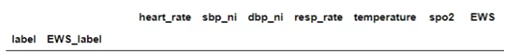 heart_rate sbp_ni dbp_ni resp_rate temperature spo2 EWS
label EWS_label